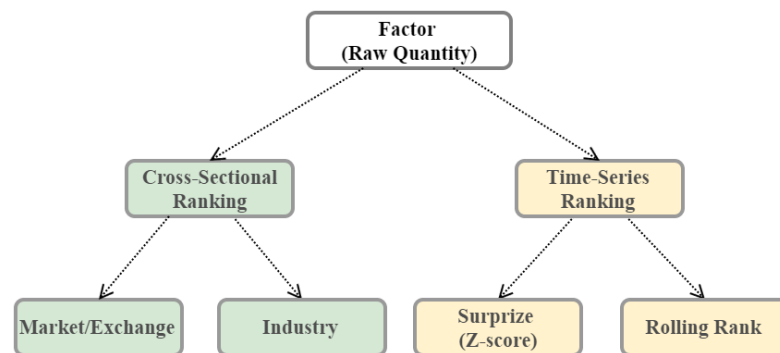 Factor
(Raw Quantity)
Cross-Sectional
Ranking
Time-Series
Ranking
Market/Exchange
Industry
Surprize
(Z-score)
Rolling Rank